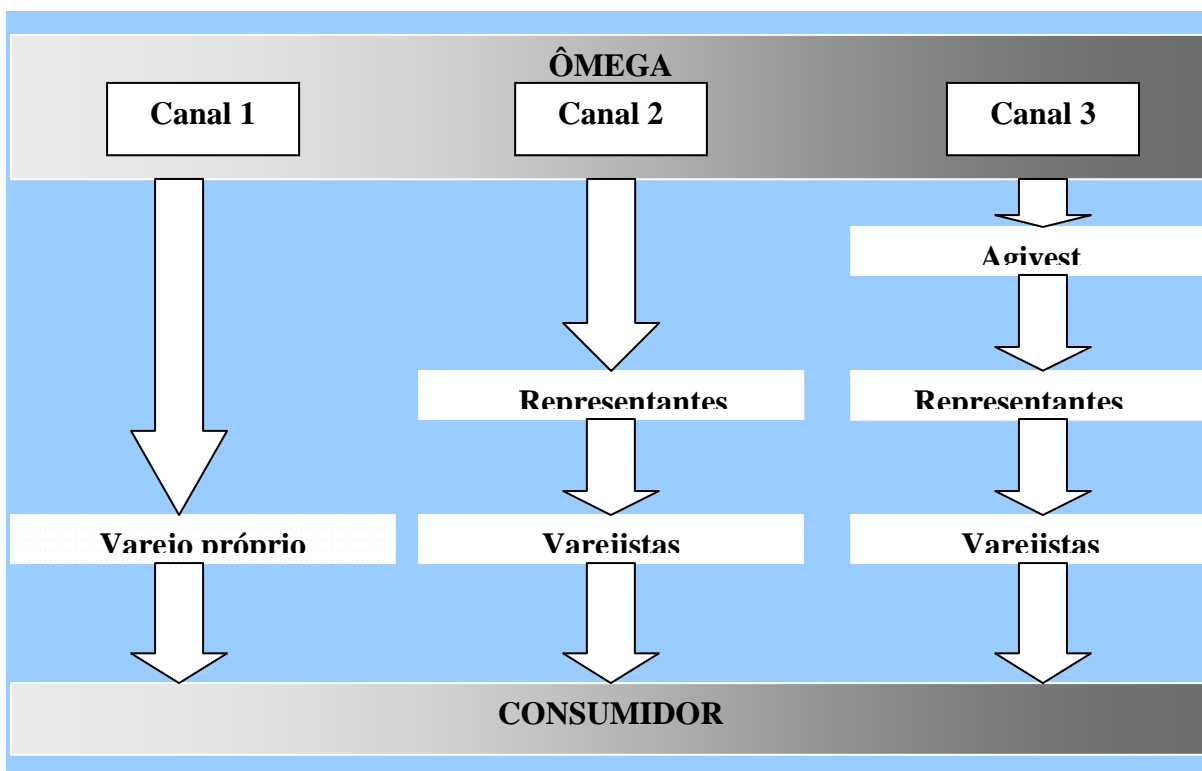 ÔMEGA
Canal 1
Canal 2
Canal 3
Agivest
Representantes
Representantes
Varejo próprio
Varejistas
Varejistas
CONSUMIDOR